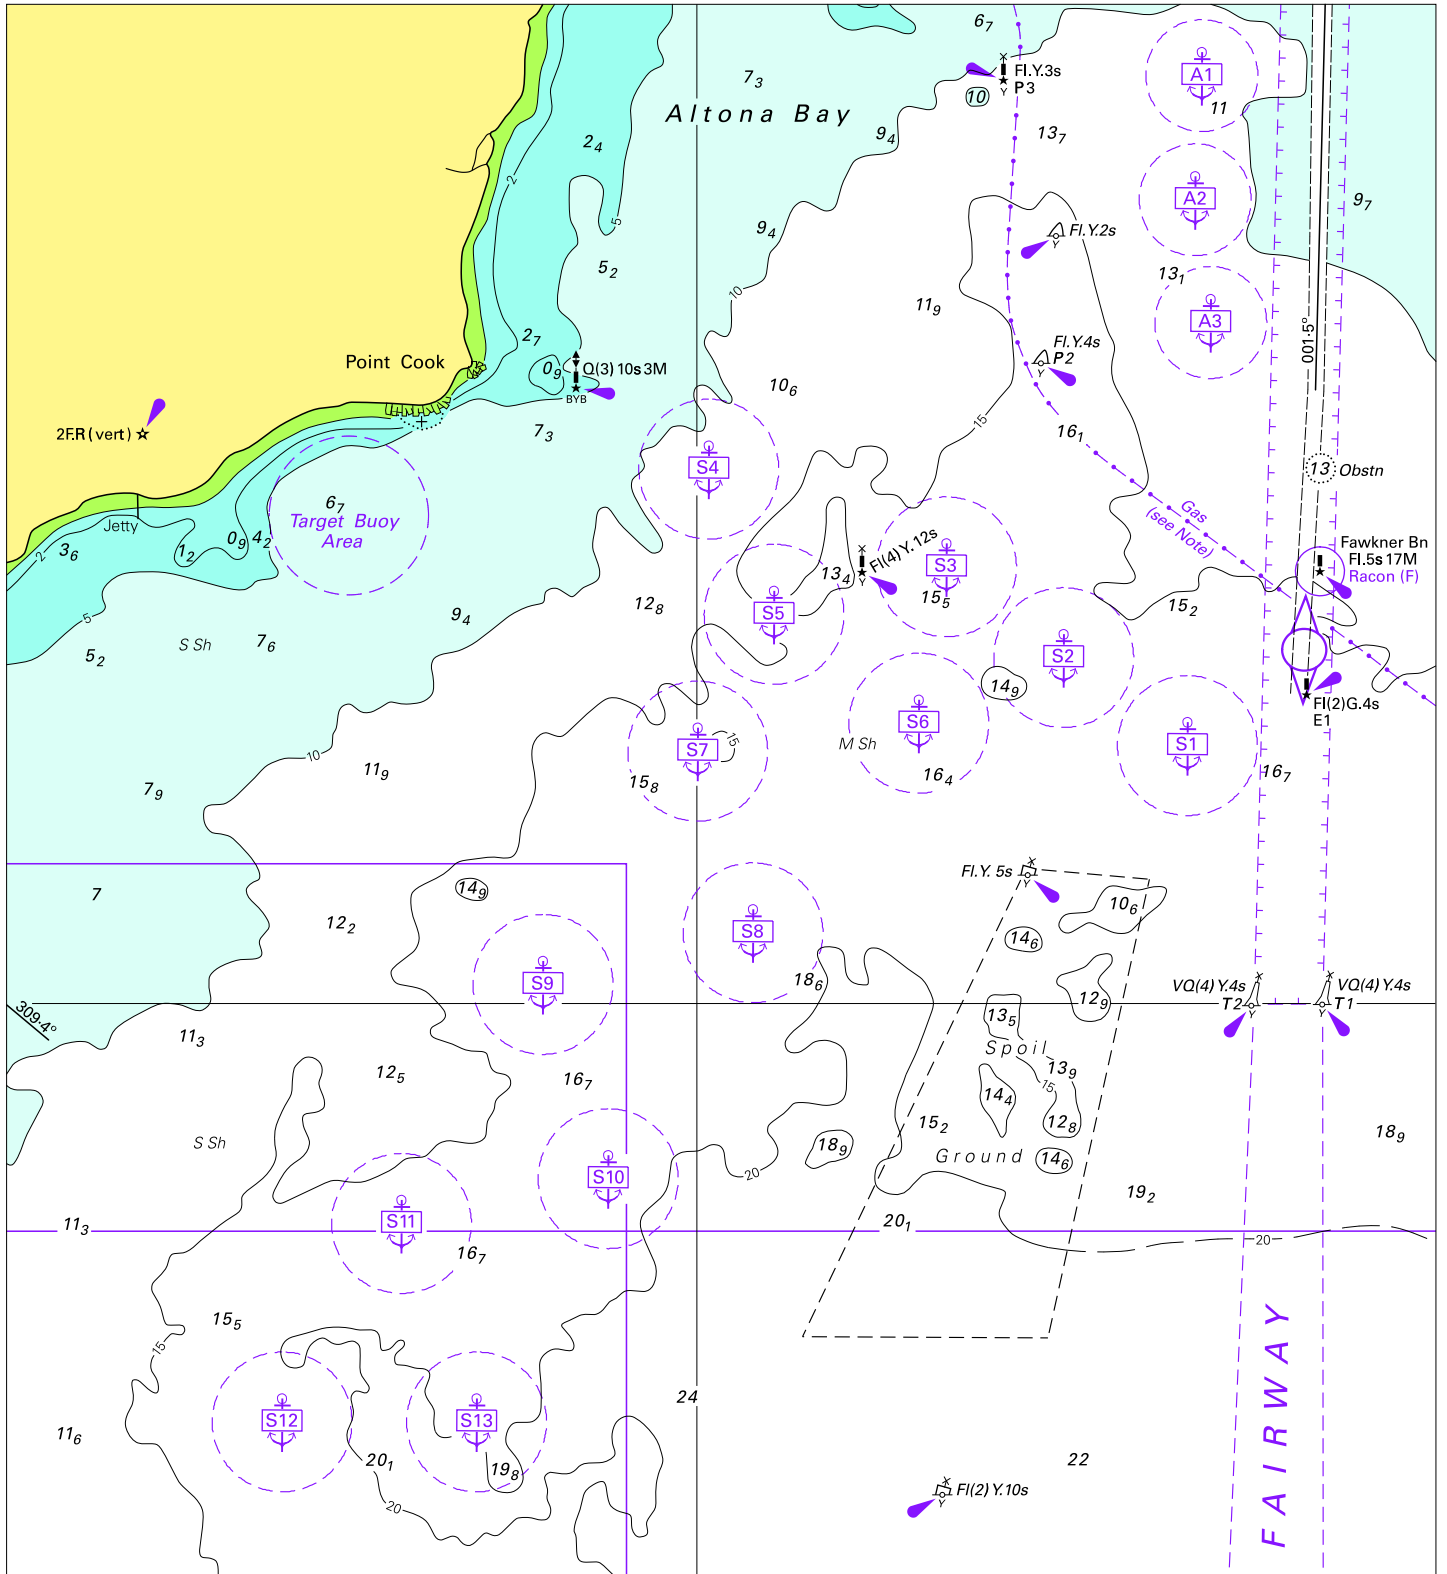 6₇
Fl.Y.3s
P3
A1
7₃
10
11
Altona Bay
2₄
9₄
13₇
2
A2
9₇
5
9₄
Fl.Y.2s
5₂
13₁
10
11₉
A3
2₇
Fl.Y.4s
P2
001·5°
Point Cook
0₉
Q(3) 10s 3M
BYB
10₆
15
2F.R (vert)
7₃
16₁
S4
13
Obstn
6₇
Target Buoy
Area
Gas
(see Note)
Jetty
2
3₆
1₂
0₉
4₂
Fl(4) Y.12s
Fawkner Bn
Fl.5s 17M
Racon (F)
13₄
S3
15₅
12₈
15₂
5
9₄
S5
S Sh
7₆
5₂
S2
14₉
Fl(2)G.4s
E1
S6
M Sh
S7
15
S1
10
11₉
15₈
16₄
16₇
7₉
Fl.Y. 5s
7
14₉
12₂
10₆
S8
14₆
S9
18₆
12₉
VQ(4) Y.4s
T2
VQ(4) Y.4s
T1
309·4°
13₅
11₃
Spoil
12₅
16₇
13₉
15
14₄
15₂
12₈
18₉
S Sh
18₉
Ground
14₆
S10
20
19₂
11₃
S11
20₁
16₇
20
15₅
15
FAIRWAY
S12
S13
24
11₆
20₁
19₈
22
20
Fl(2) Y.10s
Y
Y
Y
Y
Y
Y
Y
Y